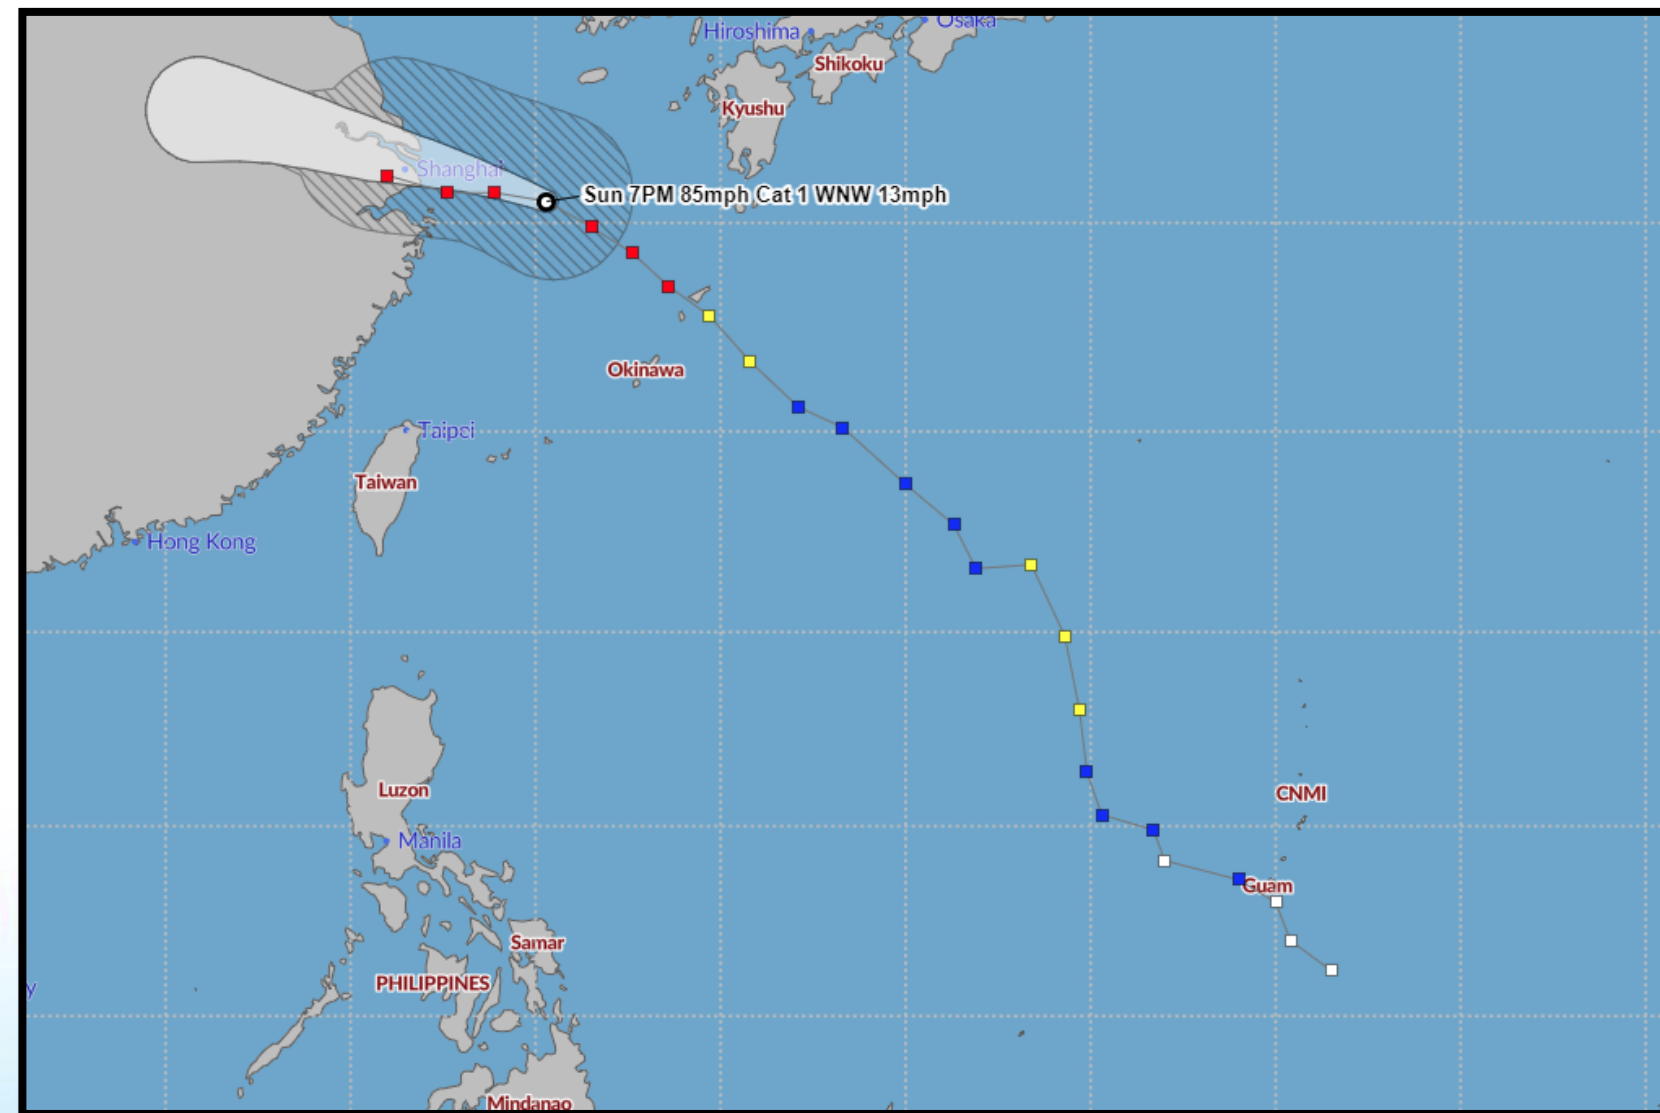 Osaka
Hiroshima
Shikoku
Kyushu
Shanghai
Sun 7PM 85mph Cat 1 WNW 13mph
Okinawa
Taipei
Taiwan
Hong Kong
Luzon
CNMI
Manila
Guam
Samar
PHILIPPINES
y
Mindanao